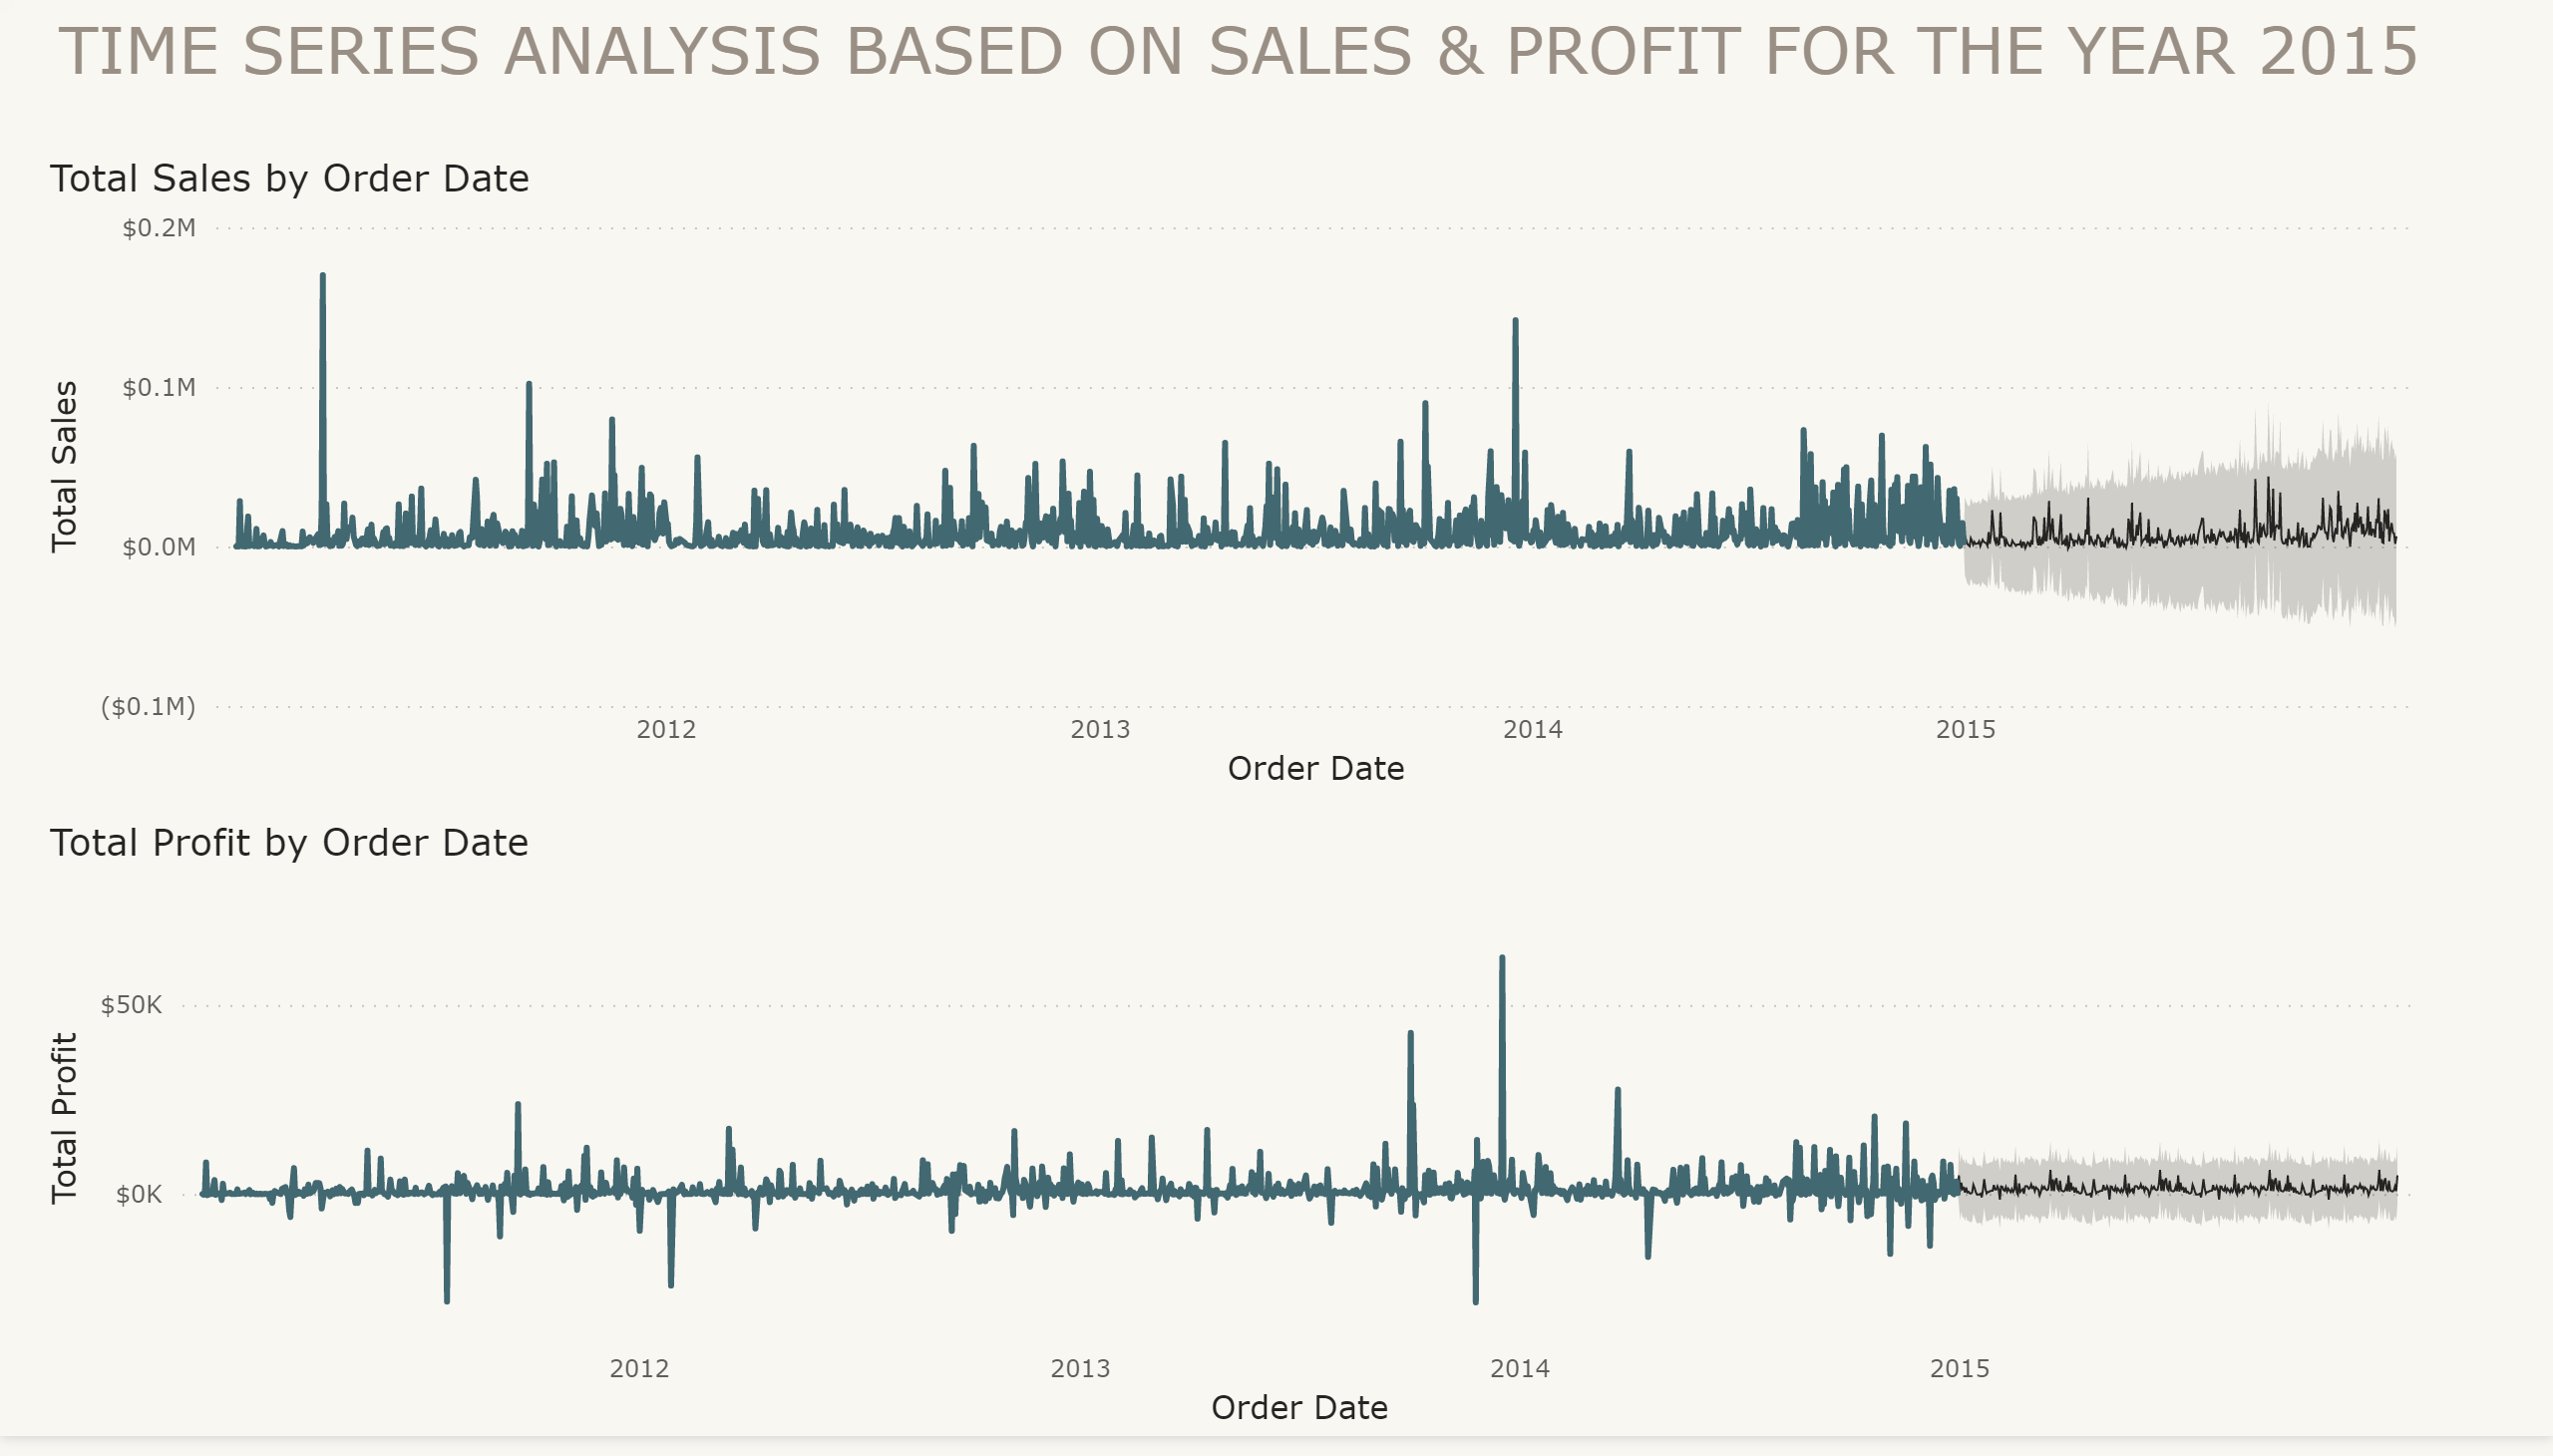 TIME SERIES ANALYSIS BASED ON SALES & PROFIT FOR THE YEAR 2015
Total Sales by Order Date
Total Sales
$0.2M
$0.1M
$0.0M
($0.1M)
2012 2013 2014 2015
Order Date
Total Profit by Order Date
Total Profit
$50K
$0K
2012 2013 2014 2015
Order Date